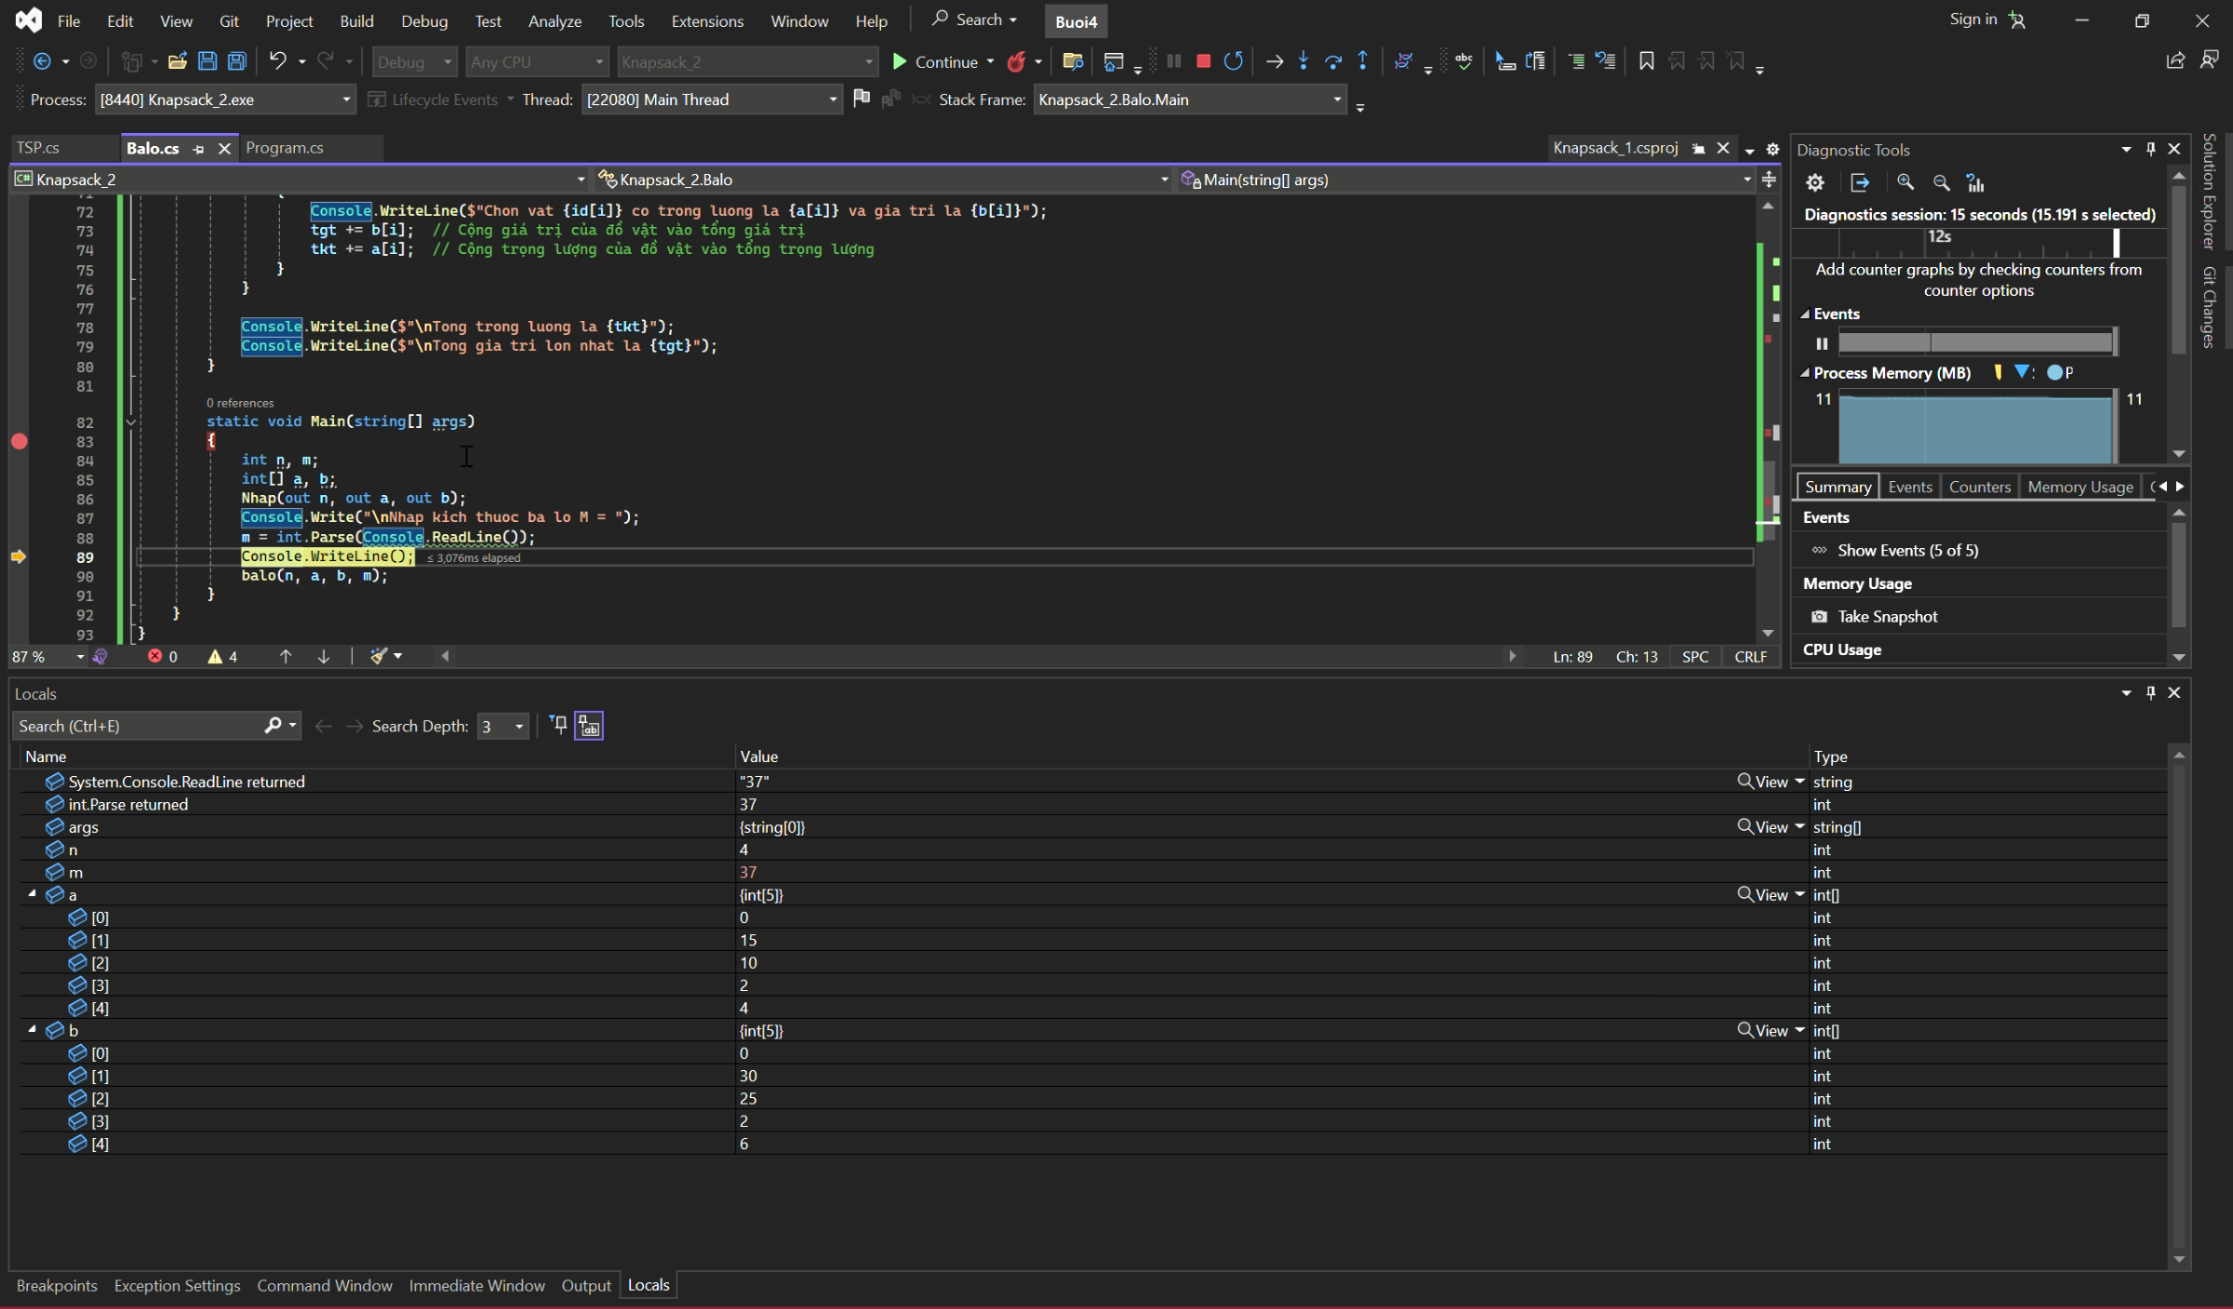 File Edit View Git Project Build Debug Test Analyze Tools Extensions Window Help Search Buoi4 Sign in
Debug Any CPU Knapsack_2 Continue
Process: [8440] Knapsack_2.exe Lifecycle Events Thread: [22080] Main Thread Stack Frame: Knapsack_2.Balo.Main
TSP.cs Balo.cs Program.cs Knapsack_1.csproj
Knapsack_2 Knapsack_2.Balo Main(string[] args)
72 Console.WriteLine($"Chon vat {id[i]} co trong luong la {a[i]} va gia tri la {b[i]}");
73 tgt += b[i]; // Cộng giá trị của đồ vật vào tổng giá trị
74 tkt += a[i]; // Cộng trọng lượng của đồ vật vào tổng trọng lượng
75 }
76 }
77
78 Console.WriteLine($"\nTong trong luong la {tkt}");
79 Console.WriteLine($"\nTong gia tri lon nhat la {tgt}");
80 }
81
0 references
82 static void Main(string[] args)
83 {
84 int n, m;
85 int[] a, b;
86 Nhap(out n, out a, out b);
87 Console.Write("\nNhap kich thuoc ba lo M = ");
88 m = int.Parse(Console.ReadLine());
89 Console.WriteLine(); ≤ 3,076ms elapsed
90 balo(n, a, b, m);
91 }
92 }
93 }
87 % 0 4 Ln: 89 Ch: 13 SPC CRLF
Diagnostic Tools
Diagnostics session: 15 seconds (15.191 s selected)
12s
Add counter graphs by checking counters from
counter options
Events
Process Memory (MB) P
11 11
Summary Events Counters Memory Usage
Events
Show Events (5 of 5)
Memory Usage
Take Snapshot
CPU Usage
Solution Explorer
Git Changes
Locals
Search (Ctrl+E) Search Depth: 3
Name Value Type
System.Console.ReadLine returned "37" View string
int.Parse returned 37 int
args {string[0]} View string[]
n 4 int
m 37 int
a {int[5]} View int[]
[0] 0 int
[1] 15 int
[2] 10 int
[3] 2 int
[4] 4 int
b {int[5]} View int[]
[0] 0 int
[1] 30 int
[2] 25 int
[3] 2 int
[4] 6 int
Breakpoints Exception Settings Command Window Immediate Window Output Locals